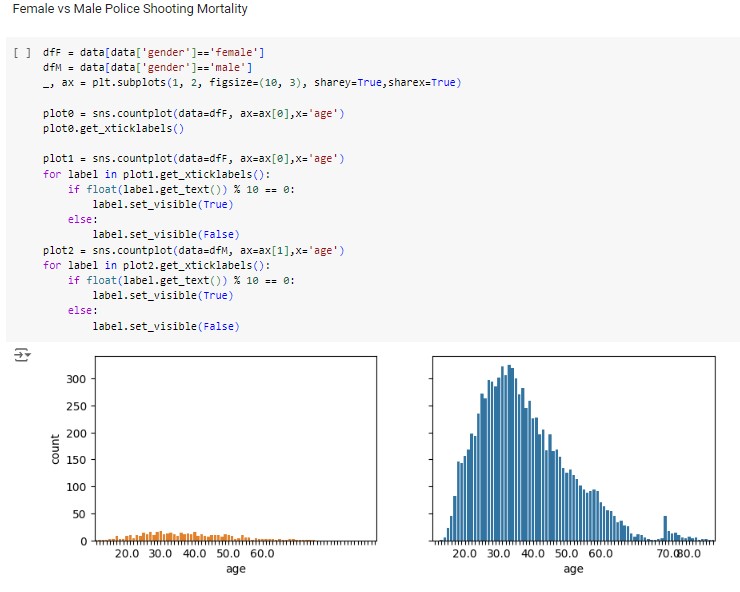 Female vs Male Police Shooting Mortality
[ ] dfF = data[data['gender']=='female']
dfM = data[data['gender']=='male']
_, ax = plt.subplots(1, 2, figsize=(10, 3), sharey=True,sharex=True)
plot0 = sns.countplot(data=dfF, ax=ax[0],x='age')
plot0.get_xticklabels()
plot1 = sns.countplot(data=dfF, ax=ax[0],x='age')
for label in plot1.get_xticklabels():
if float(label.get_text()) % 10 == 0:
label.set_visible(True)
else:
label.set_visible(False)
plot2 = sns.countplot(data=dfM, ax=ax[1],x='age')
for label in plot2.get_xticklabels():
if float(label.get_text()) % 10 == 0:
label.set_visible(True)
else:
label.set_visible(False)
300
250
200
150
100
50
0
count
20.0 30.0 40.0 50.0 60.0
age
20.0 30.0 40.0 50.0 60.0 70.0 80.0
age